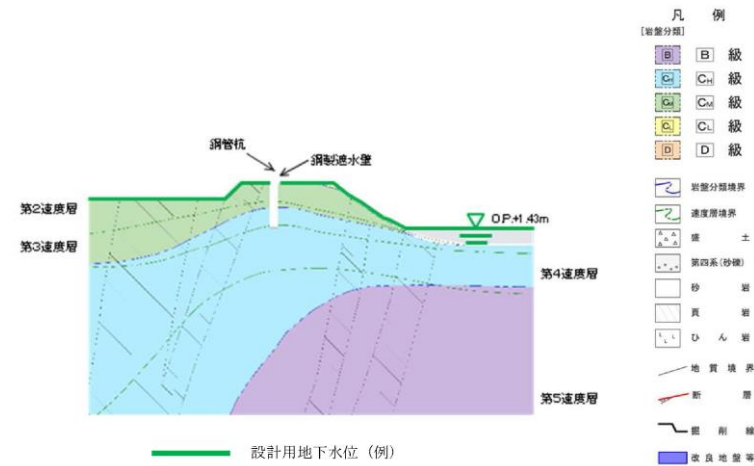 鋼管杭
鋼製遮水壁
第2速度層
第3速度層
O.P.+1.43m
第4速度層
第5速度層
設計用地下水位（例）
凡 例
[岩盤分類]
B B 級
CH CH 級
CM CM 級
CL CL 級
D D 級
岩盤分類境界
速度層境界
盛 土
第四系(砂礫)
砂 岩
頁 岩
ひ ん 岩
地 質 境 界
断 層
掘 削 線
改 良 地 盤 等